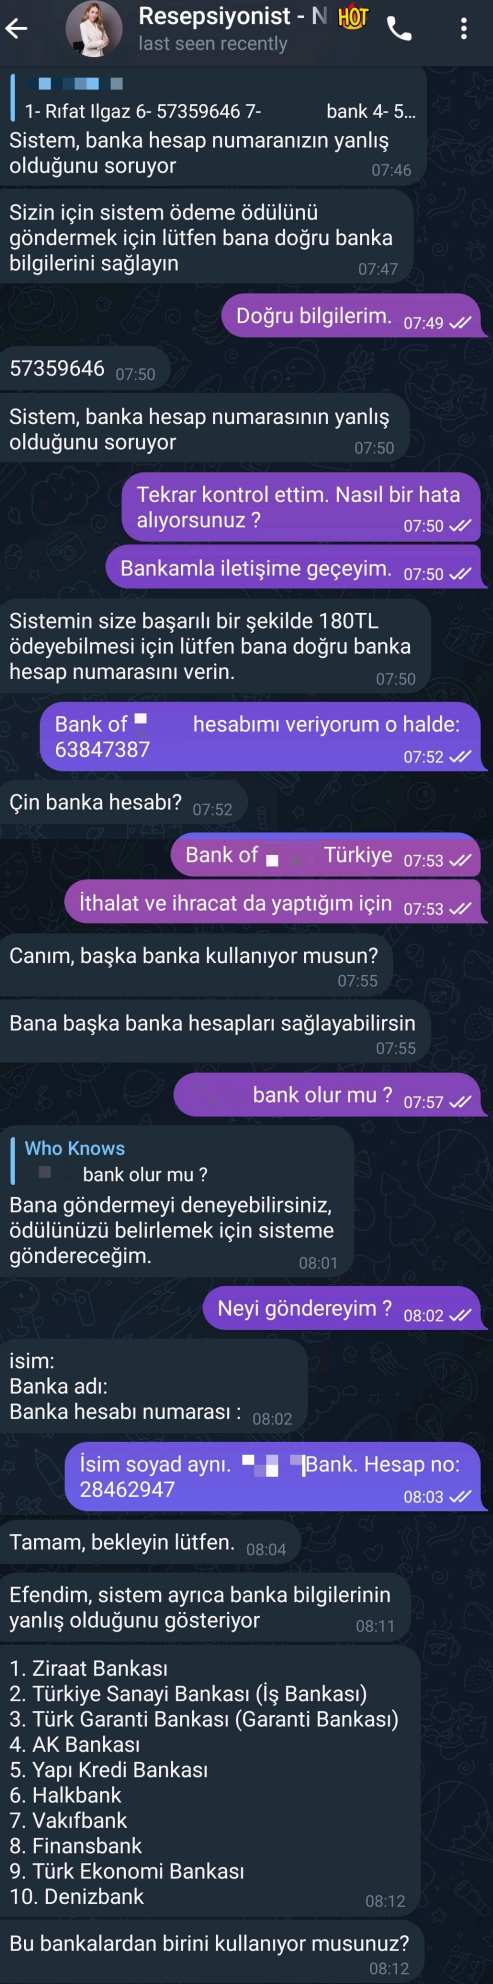 Resepsiyonist - N HOT
last seen recently
1- Rıfat Ilgaz 6- 57359646 7- bank 4- 5...
Sistem, banka hesap numaranızın yanlış
olduğunu soruyor
07:46
Sizin için sistem ödeme ödülünü
göndermek için lütfen bana doğru banka
bilgilerini sağlayın
07:47
Doğru bilgilerim. 07:49
57359646 07:50
Sistem, banka hesap numarasının yanlış
olduğunu soruyor
07:50
Tekrar kontrol ettim. Nasıl bir hata
alıyorsunuz ?
07:50
Bankamla iletişime geçeyim. 07:50
Sistemin size başarılı bir şekilde 180TL
ödeyebilmesi için lütfen bana doğru banka
hesap numarasını verin.
07:50
Bank of hesabımı veriyorum o halde:
63847387
07:52
Çin banka hesabı? 07:52
Bank of Türkiye 07:53
İthalat ve ihracat da yaptığım için 07:53
Canım, başka banka kullanıyor musun?
07:55
Bana başka banka hesapları sağlayabilirsin
07:55
bank olur mu ? 07:57
Who Knows
bank olur mu ?
Bana göndermeyi deneyebilirsiniz,
ödülünüzü belirlemek için sisteme
göndereceğim.
08:01
Neyi göndereyim ? 08:02
isim:
Banka adı:
Banka hesabı numarası : 08:02
İsim soyad aynı. Bank. Hesap no:
28462947
08:03
Tamam, bekleyin lütfen. 08:04
Efendim, sistem ayrıca banka bilgilerinin
yanlış olduğunu gösteriyor
08:11
1. Ziraat Bankası
2. Türkiye Sanayi Bankası (İş Bankası)
3. Türk Garanti Bankası (Garanti Bankası)
4. AK Bankası
5. Yapı Kredi Bankası
6. Halkbank
7. Vakıfbank
8. Finansbank
9. Türk Ekonomi Bankası
10. Denizbank
08:12
Bu bankalardan birini kullanıyor musunuz?
08:12